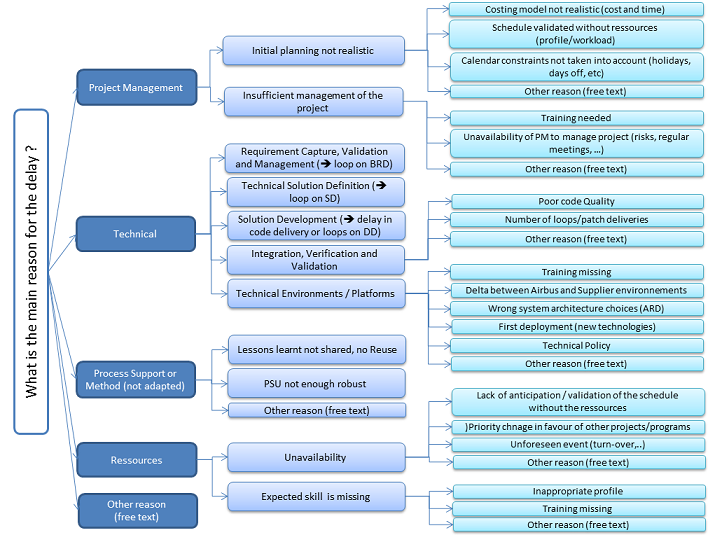 What is the main reason for the delay ?
Project Management
Initial planning not realistic
Costing model not realistic (cost and time)
Schedule validated without ressources
(profile/workload)
Calendar constraints not taken into account (holidays,
days off, etc)
Other reason (free text)
Insufficient management of the
project
Training needed
Unavailability of PM to manage project (risks, regular
meetings, ...)
Other reason (free text)
Technical
Requirement Capture, Validation
and Management (➔ loop on BRD)
Technical Solution Definition (➔
loop on SD)
Solution Development (➔ delay in
code delivery or loops on DD)
Integration, Verification and
Validation
Poor code Quality
Number of loops/patch deliveries
Other reason (free text)
Technical Environments / Platforms
Training missing
Delta between Airbus and Supplier environnements
Wrong system architecture choices (ARD)
First deployment (new technologies)
Technical Policy
Other reason (free text)
Process Support or
Method (not adapted)
Lessons learnt not shared, no Reuse
PSU not enough robust
Other reason (free text)
Ressources
Unavailability
Lack of anticipation / validation of the schedule
without the ressources
(Priority chnage in favour of other projects/programs
Unforeseen event (turn-over,..)
Other reason (free text)
Expected skill is missing
Inappropriate profile
Training missing
Other reason (free text)
Other reason
(free text)